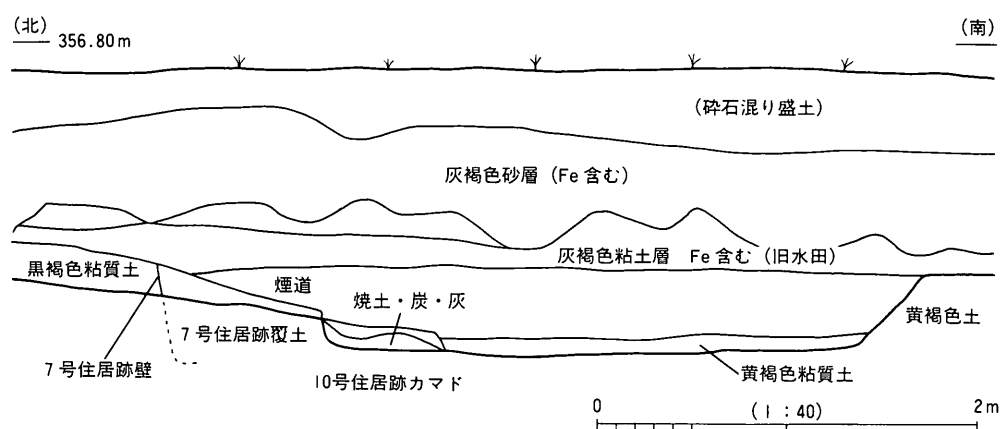 (北)
(南)
356.80m
(砕石混り盛土)
灰褐色砂層 (Fe 含む)
灰褐色粘土層 Fe 含む (旧水田)
黒褐色粘質土
煙道
焼土・炭・灰
黄褐色土
7号住居跡覆土
7号住居跡壁
10号住居跡カマド
黄褐色粘質土
0 (1:40) 2m